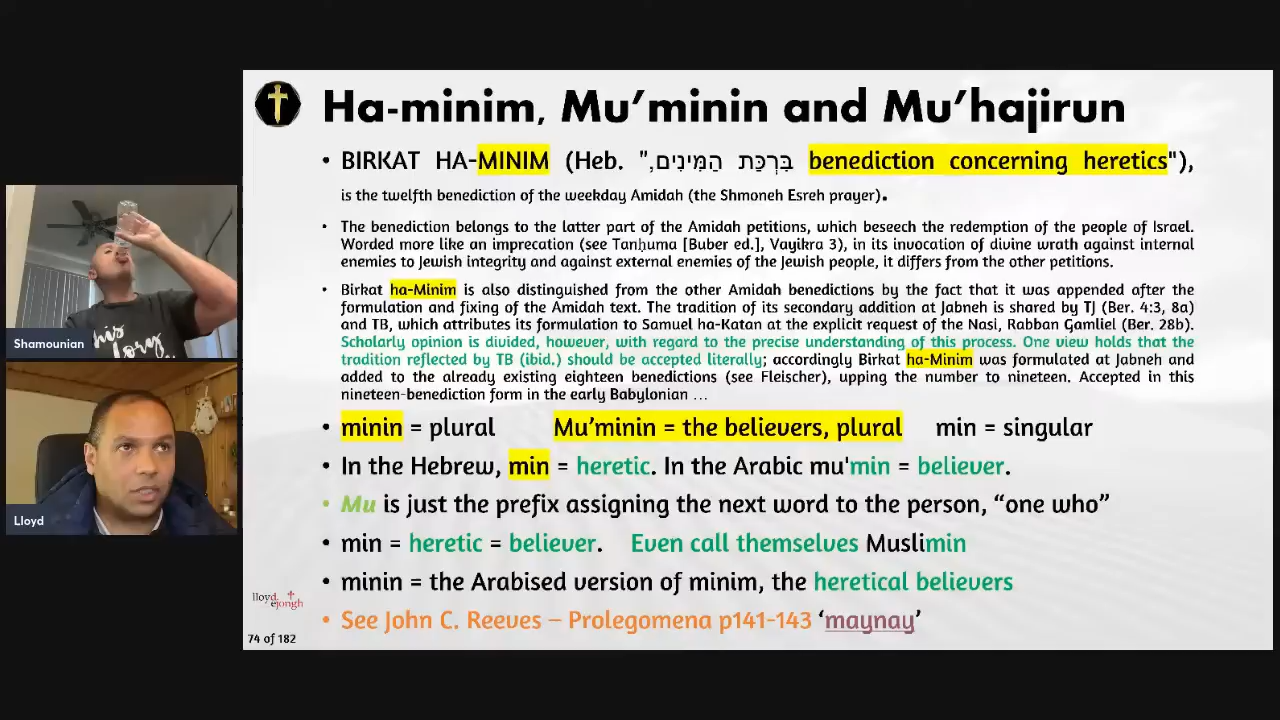 Ha-minim, Mu'minin and Mu'hajirun
• BIRKAT HA-MINIM (Heb. "בִּרְכַּת הַמִּינִים, benediction concerning heretics"),
is the twelfth benediction of the weekday Amidah (the Shmoneh Esreh prayer).
• The benediction belongs to the latter part of the Amidah petitions, which beseech the redemption of the people of Israel.
Worded more like an imprecation (see Tanḥuma [Buber ed.], Vayikra 3), in its invocation of divine wrath against internal
enemies to Jewish integrity and against external enemies of the Jewish people, it differs from the other petitions.
• Birkat ha-Minim is also distinguished from the other Amidah benedictions by the fact that it was appended after the
formulation and fixing of the Amidah text. The tradition of its secondary addition at Jabneh is shared by TJ (Ber. 4:3, 8a)
and TB, which attributes its formulation to Samuel ha-Katan at the explicit request of the Nasi, Rabban Gamliel (Ber. 28b).
Scholarly opinion is divided, however, with regard to the precise understanding of this process. One view holds that the
tradition reflected by TB (ibid.) should be accepted literally; accordingly Birkat ha-Minim was formulated at Jabneh and
added to the already existing eighteen benedictions (see Fleischer), upping the number to nineteen. Accepted in this
nineteen-benediction form in the early Babylonian ...
• minin = plural Mu'minin = the believers, plural min = singular
• In the Hebrew, min = heretic. In the Arabic mu'min = believer.
• Mu is just the prefix assigning the next word to the person, "one who"
• min = heretic = believer. Even call themselves Muslimin
• minin = the Arabised version of minim, the heretical believers
• See John C. Reeves – Prolegomena p141-143 'maynay'
Shamounian
Lloyd
lloyd
ejongh
74 of 182